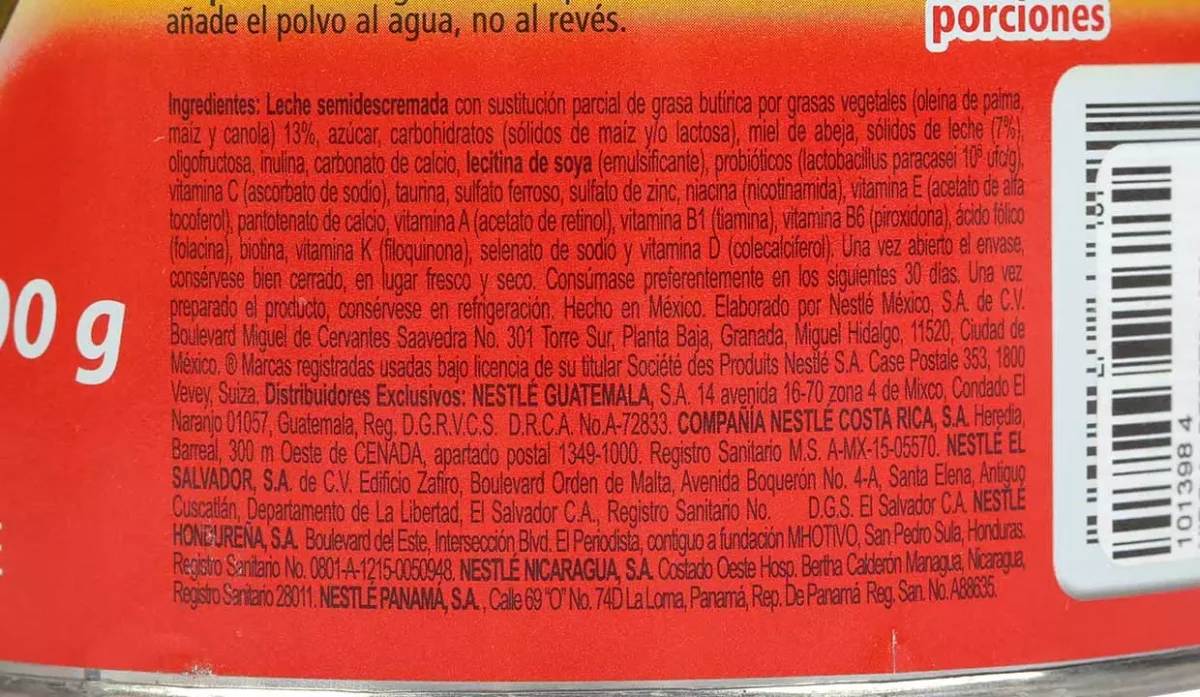 añade el polvo al agua, no al revés.
porciones
Ingredientes: Leche semidescremada con sustitución parcial de grasa butírica por grasas vegetales (oleína de palma,
maíz y canola) 13%, azúcar, carbohidratos (sólidos de maíz y/o lactosa), miel de abeja, sólidos de leche (7%),
oligofructosa, inulina, carbonato de calcio, lecitina de soya (emulsificante), probióticos (lactobacillus paracasei 10⁶ ufc/g),
vitamina C (ascorbato de sodio), taurina, sulfato ferroso, sulfato de zinc, niacina (nicotinamida), vitamina E (acetato de alfa
tocoferol), pantotenato de calcio, vitamina A (acetato de retinol), vitamina B1 (tiamina), vitamina B6 (piroxidona), ácido fólico
(folacina), biotina, vitamina K (filoquinona), selenato de sodio y vitamina D (colecalciferol). Una vez abierto el envase,
consérvese bien cerrado, en lugar fresco y seco. Consúmase preferentemente en los siguientes 30 días. Una vez
preparado el producto, consérvese en refrigeración. Hecho en México. Elaborado por Nestlé México, S.A. de C.V.
Boulevard Miguel de Cervantes Saavedra No. 301 Torre Sur, Planta Baja, Granada, Miguel Hidalgo, 11520, Ciudad de
México. ® Marcas registradas usadas bajo licencia de su titular Société des Produits Nestlé S.A. Case Postale 353, 1800
Vevey, Suiza. Distribuidores Exclusivos: NESTLÉ GUATEMALA, S.A. 14 avenida 16-70 zona 4 de Mixco, Condado El
Naranjo 01057, Guatemala, Reg. D.G.R.V.C.S. D.R.C.A. No.A-72833. COMPAÑÍA NESTLÉ COSTA RICA, S.A. Heredia,
Barreal, 300 m Oeste de CENADA, apartado postal 1349-1000. Registro Sanitario M.S. A-MX-15-05570. NESTLÉ EL
SALVADOR, S.A. de C.V. Edificio Zafiro, Boulevard Orden de Malta, Avenida Boquerón No. 4-A, Santa Elena, Antiguo
Cuscatlán, Departamento de La Libertad, El Salvador C.A., Registro Sanitario No. D.G.S. El Salvador C.A. NESTLÉ
HONDUREÑA, S.A. Boulevard del Este, Intersección Blvd. El Periodista, contiguo a fundación MHOTIVO, San Pedro Sula, Honduras.
Registro Sanitario No. 0801-A-1215-0050948. NESTLÉ NICARAGUA, S.A. Costado Oeste Hosp. Bertha Calderón Managua, Nicaragua,
Registro Sanitario 28011. NESTLÉ PANAMÁ, S.A., Calle 69 "O" No. 74D La Loma, Panamá, Rep. De Panamá Reg. San. No. A88635.
00 g
101398 4